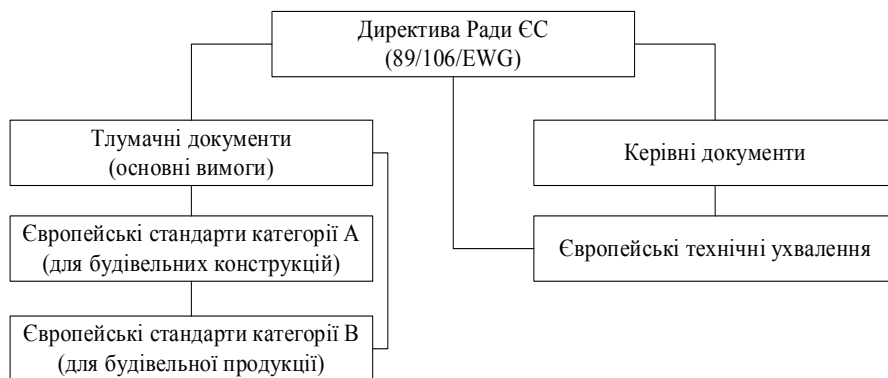 Директива Ради ЄС
(89/106/EWG)
Тлумачні документи
(основні вимоги)
Керівні документи
Європейські стандарти категорії А
(для будівельних конструкцій)
Європейські технічні ухвалення
Європейські стандарти категорії В
(для будівельної продукції)